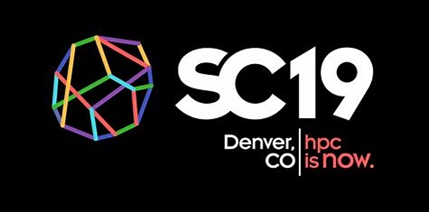 SC19
Denver, hpc
CO is now.